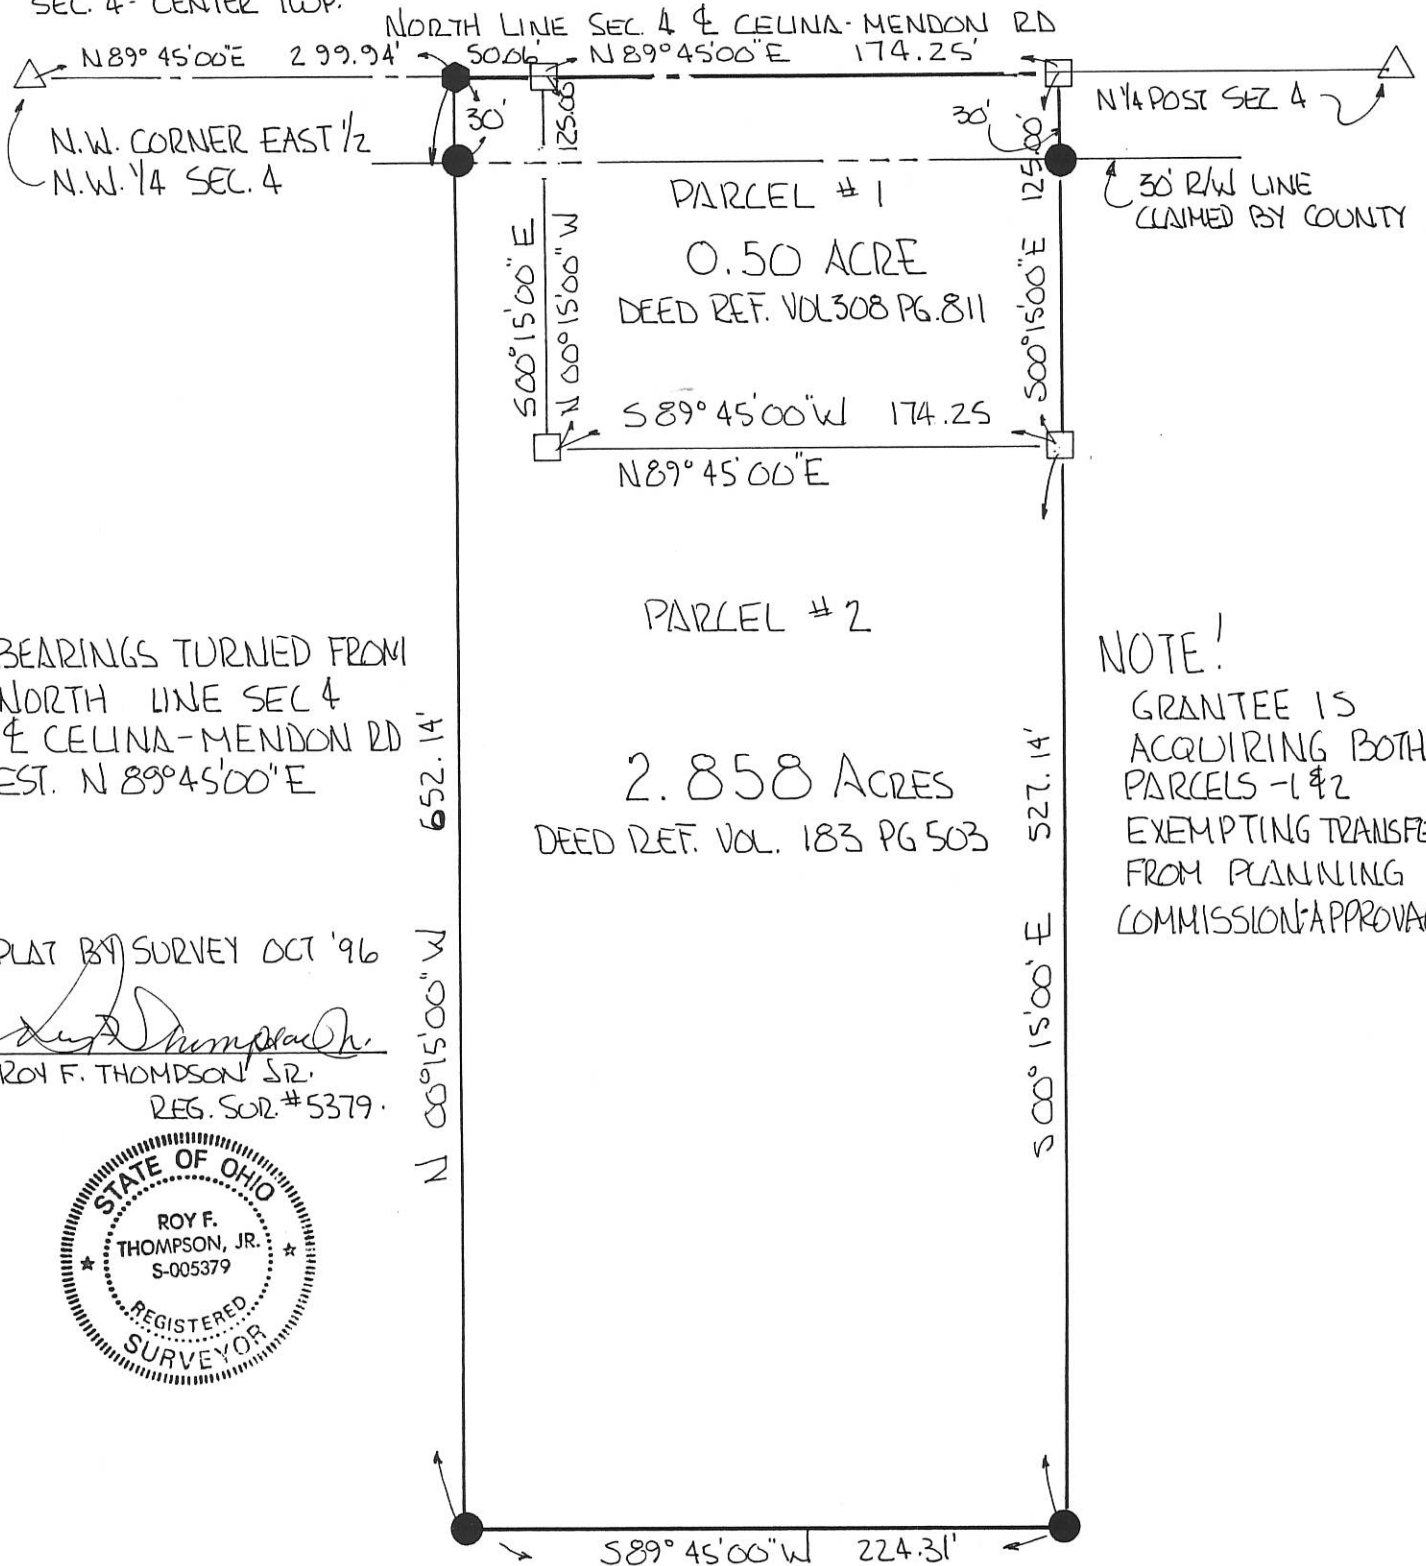 SEC. 4- CENTER TWP.
NORTH LINE SEC. 4 ℄ CELINA-MENDON RD
N89°45'00"E 299.94' 50.06' N89°45'00"E 174.25'
30'
125.00'
30'
125.00'
N 1/4 POST SEC 4
N.W. CORNER EAST 1/2
N.W. 1/4 SEC. 4
30' R/W LINE
CLAIMED BY COUNTY
PARCEL #1
0.50 ACRE
DEED REF. VOL308 PG.811
S00°15'00"E
N 00°15'00"W
S00°15'00"E
S89°45'00"W 174.25
N89°45'00"E
PARCEL #2
2.858 ACRES
DEED REF. VOL. 183 PG 503
BEARINGS TURNED FROM
NORTH LINE SEC 4
℄ CELINA-MENDON RD
EST. N 89°45'00"E
N 00°15'00"W 652.14'
S 00°15'00'E 527.14'
NOTE!
GRANTEE IS
ACQUIRING BOTH
PARCELS -1&2
EXEMPTING TRANSFE
FROM PLANNING
COMMISSION-APPROVA
PLAT BY SURVEY OCT '96
Roy F Thompson Jr.
ROY F. THOMPSON JR.
REG. SUR. #5379.
STATE OF OHIO
ROY F.
THOMPSON, JR.
S-005379
REGISTERED
SURVEYOR
S89°45'00"W 224.31'